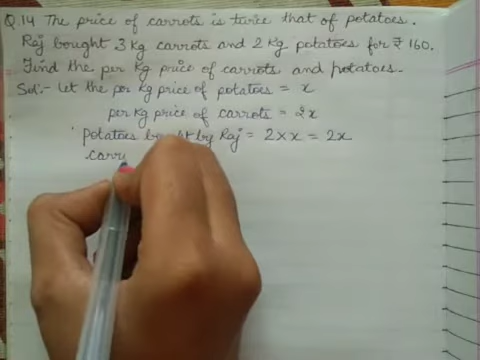 Q.14 The price of carrots is twice that of potatoes.
Raj bought 3 Kg carrots and 2 Kg potatoes for ₹ 160.
Find the per Kg price of carrots and potatoes.
Sol:- Let the per Kg price of potatoes = x
per Kg price of carrots = 2x
potatoes bought by Raj = 2 x x = 2x
carr